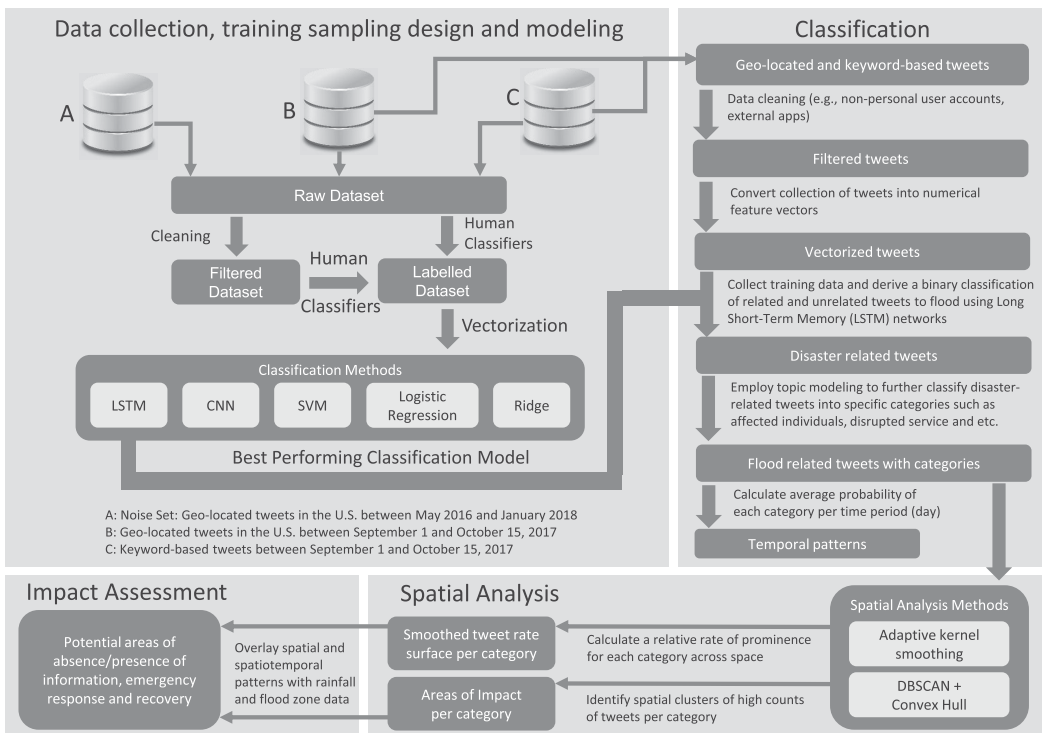 Data collection, training sampling design and modeling
A
B
C
Raw Dataset
Cleaning
Human
Classifiers
Filtered
Dataset
Human
Classifiers
Labelled
Dataset
Vectorization
Classification Methods
LSTM
CNN
SVM
Logistic
Regression
Ridge
Best Performing Classification Model
A: Noise Set: Geo-located tweets in the U.S. between May 2016 and January 2018
B: Geo-located tweets in the U.S. between September 1 and October 15, 2017
C: Keyword-based tweets between September 1 and October 15, 2017
Classification
Geo-located and keyword-based tweets
Data cleaning (e.g., non-personal user accounts,
external apps)
Filtered tweets
Convert collection of tweets into numerical
feature vectors
Vectorized tweets
Collect training data and derive a binary classification
of related and unrelated tweets to flood using Long
Short-Term Memory (LSTM) networks
Disaster related tweets
Employ topic modeling to further classify disaster-
related tweets into specific categories such as
affected individuals, disrupted service and etc.
Flood related tweets with categories
Calculate average probability of
each category per time period (day)
Temporal patterns
Impact Assessment
Potential areas of
absence/presence of
information, emergency
response and recovery
Overlay spatial and
spatiotemporal
patterns with rainfall
and flood zone data
Spatial Analysis
Smoothed tweet rate
surface per category
Calculate a relative rate of prominence
for each category across space
Areas of Impact
per category
Identify spatial clusters of high counts
of tweets per category
Spatial Analysis Methods
Adaptive kernel
smoothing
DBSCAN +
Convex Hull